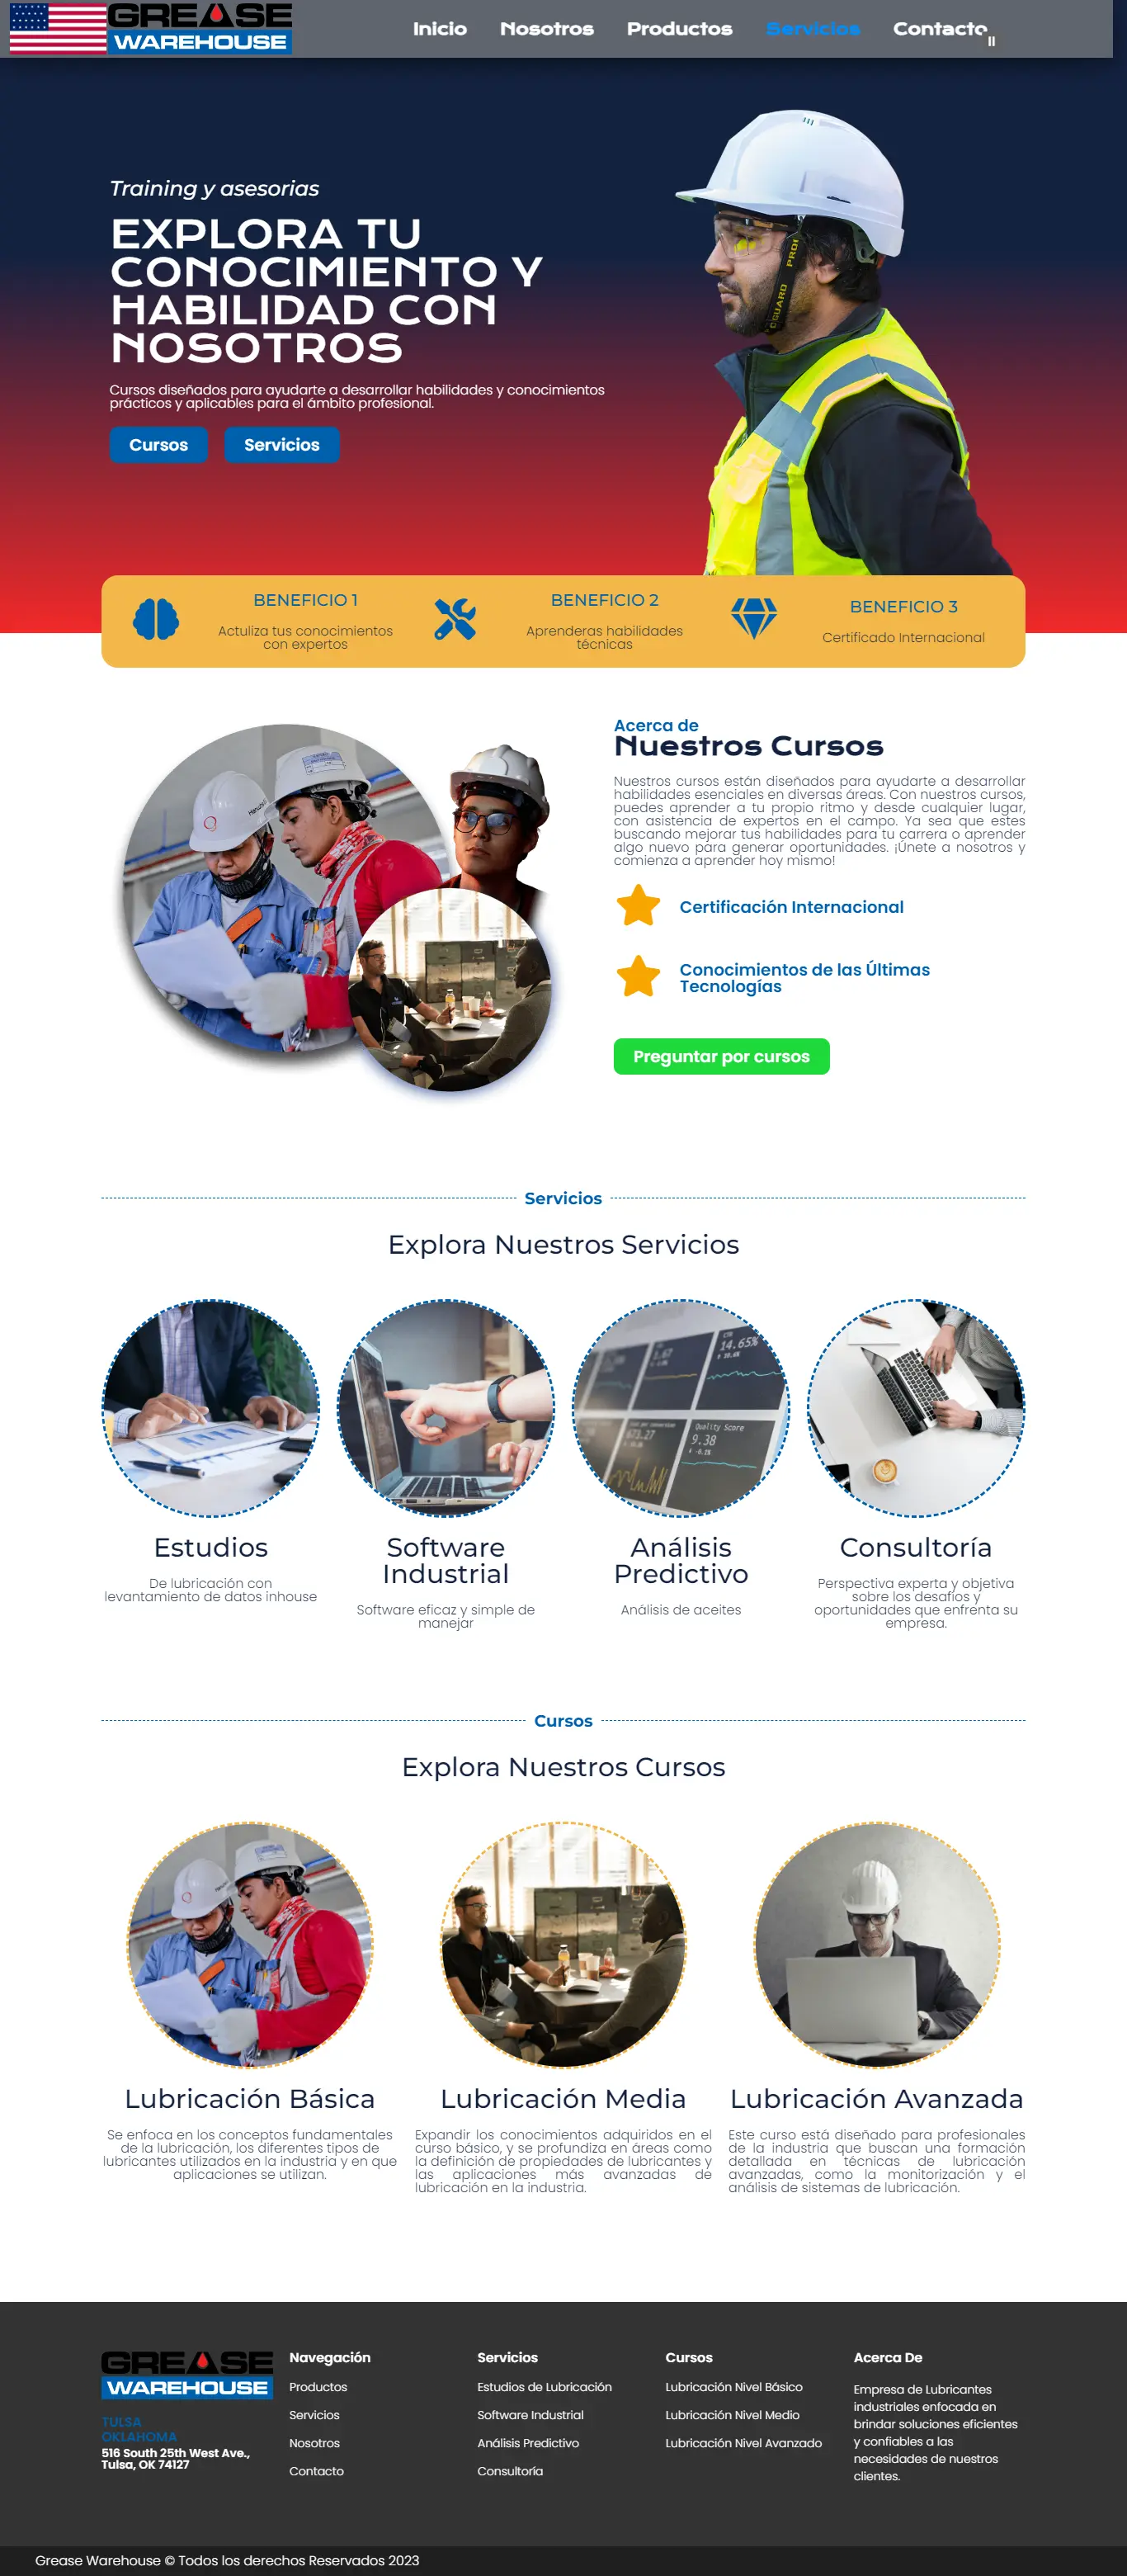 GREASE
WAREHOUSE
Inicio Nosotros Productos Servicios Contacto
Training y asesorias
EXPLORA TU
CONOCIMIENTO Y
HABILIDAD CON
NOSOTROS
Cursos diseñados para ayudarte a desarrollar habilidades y conocimientos
prácticos y aplicables para el ámbito profesional.
Cursos Servicios
BENEFICIO 1
Actuliza tus conocimientos
con expertos
BENEFICIO 2
Aprenderas habilidades
técnicas
BENEFICIO 3
Certificado Internacional
Acerca de
Nuestros Cursos
Nuestros cursos están diseñados para ayudarte a desarrollar
habilidades esenciales en diversas áreas. Con nuestros cursos,
puedes aprender a tu propio ritmo y desde cualquier lugar,
con asistencia de expertos en el campo. Ya sea que estes
buscando mejorar tus habilidades para tu carrera o aprender
algo nuevo para generar oportunidades. ¡Únete a nosotros y
comienza a aprender hoy mismo!
Certificación Internacional
Conocimientos de las Últimas
Tecnologías
Preguntar por cursos
Servicios
Explora Nuestros Servicios
14.65%
Quality Score
9.38
Estudios
De lubricación con
levantamiento de datos inhouse
Software
Industrial
Software eficaz y simple de
manejar
Análisis
Predictivo
Análisis de aceites
Consultoría
Perspectiva experta y objetiva
sobre los desafíos y
oportunidades que enfrenta su
empresa.
Cursos
Explora Nuestros Cursos
Lubricación Básica
Se enfoca en los conceptos fundamentales
de la lubricación, los diferentes tipos de
lubricantes utilizados en la industria y en que
aplicaciones se utilizan.
Lubricación Media
Expandir los conocimientos adquiridos en el
curso básico, y se profundiza en áreas como
la definición de propiedades de lubricantes y
las aplicaciones más avanzadas de
lubricación en la industria.
Lubricación Avanzada
Este curso está diseñado para profesionales
de la industria que buscan una formación
detallada en técnicas de lubricación
avanzadas, como la monitorización y el
análisis de sistemas de lubricación.
GREASE
WAREHOUSE
TULSA
OKLAHOMA
516 South 25th West Ave.,
Tulsa, OK 74127
Navegación
Productos
Servicios
Nosotros
Contacto
Servicios
Estudios de Lubricación
Software Industrial
Análisis Predictivo
Consultoría
Cursos
Lubricación Nivel Básico
Lubricación Nivel Medio
Lubricación Nivel Avanzado
Acerca De
Empresa de Lubricantes
industriales enfocada en
brindar soluciones eficientes
y confiables a las
necesidades de nuestros
clientes.
Grease Warehouse © Todos los derechos Reservados 2023